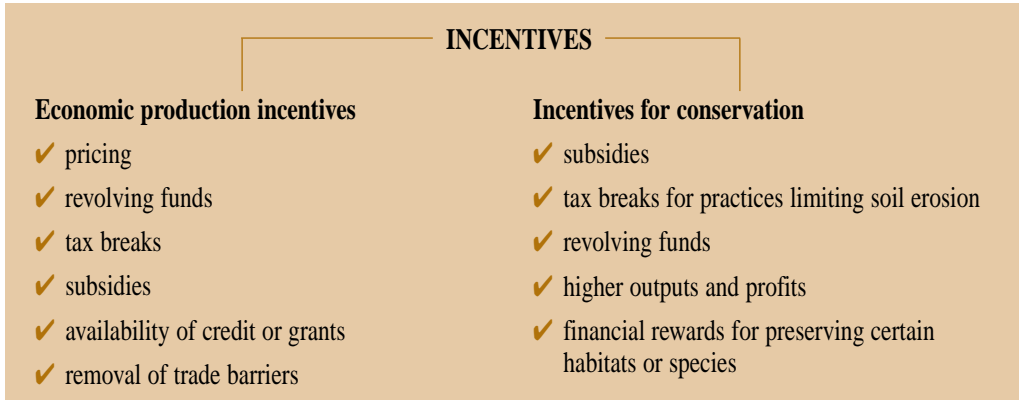 INCENTIVES
Economic production incentives
✔ pricing
✔ revolving funds
✔ tax breaks
✔ subsidies
✔ availability of credit or grants
✔ removal of trade barriers
Incentives for conservation
✔ subsidies
✔ tax breaks for practices limiting soil erosion
✔ revolving funds
✔ higher outputs and profits
✔ financial rewards for preserving certain
habitats or species